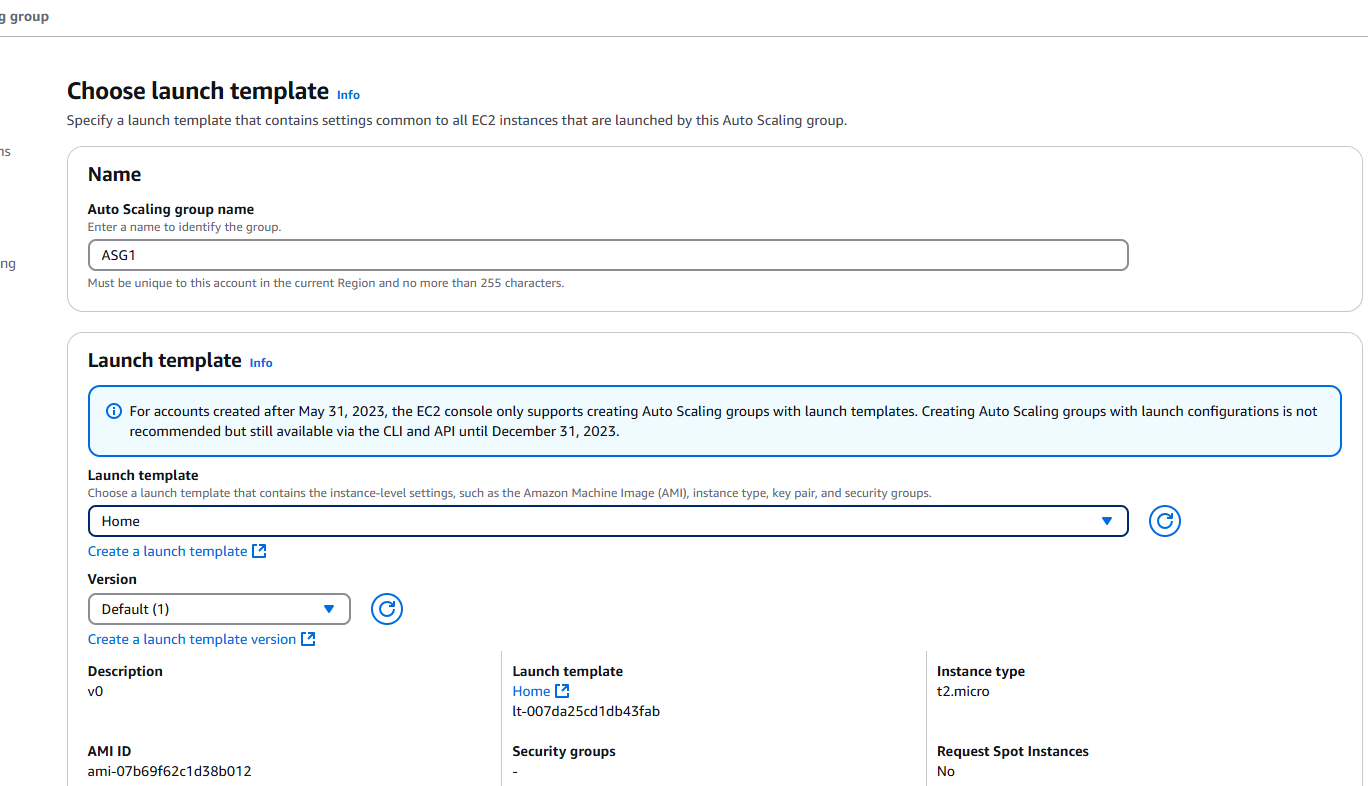 g group
Choose launch template Info
Specify a launch template that contains settings common to all EC2 instances that are launched by this Auto Scaling group.
ns
Name
Auto Scaling group name
Enter a name to identify the group.
ng
ASG1
Must be unique to this account in the current Region and no more than 255 characters.
Launch template Info
For accounts created after May 31, 2023, the EC2 console only supports creating Auto Scaling groups with launch templates. Creating Auto Scaling groups with launch configurations is not
recommended but still available via the CLI and API until December 31, 2023.
Launch template
Choose a launch template that contains the instance-level settings, such as the Amazon Machine Image (AMI), instance type, key pair, and security groups.
Home
Create a launch template
Version
Default (1)
Create a launch template version
Description
v0
Launch template
Home
lt-007da25cd1db43fab
Instance type
t2.micro
AMI ID
ami-07b69f62c1d38b012
Security groups
-
Request Spot Instances
No